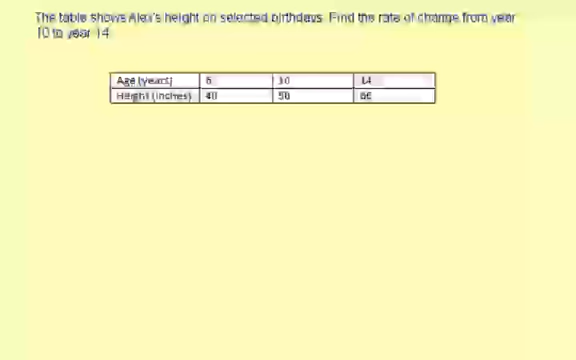 The table shows Alex's height on selected birthdays. Find the rate of change from year
10 to year 14.
Age (years) 6 10 14
Height (inches) 40 50